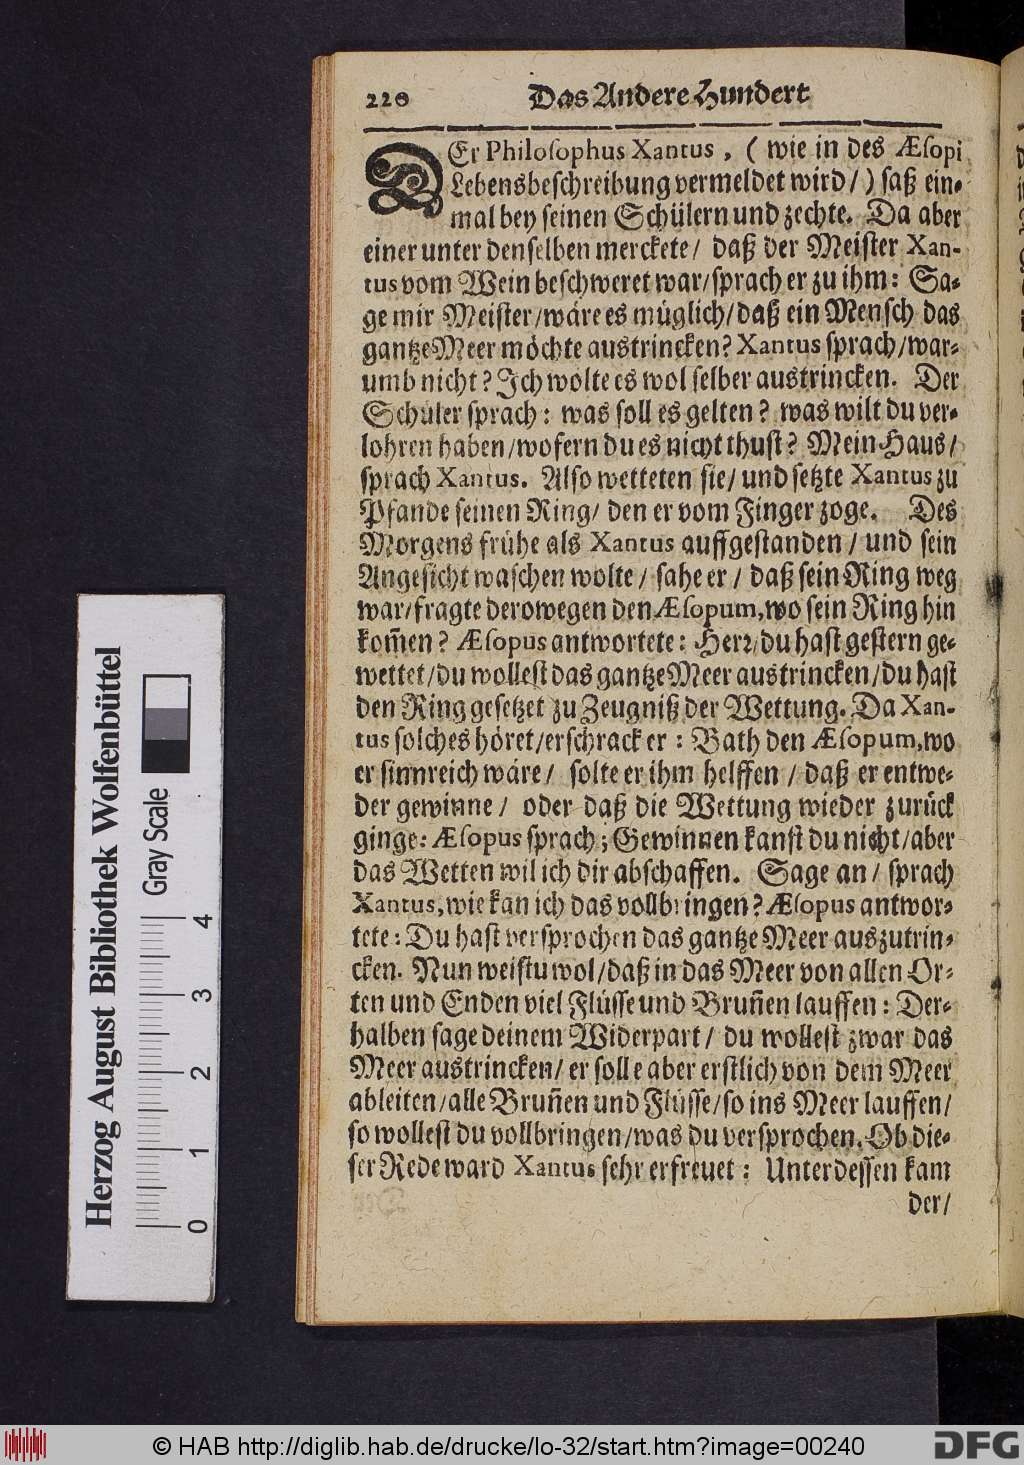 220 Das Andere Hundert
DEr Philosophus Xantus, (wie in des Æsopi
Lebensbeschreibung vermeldet wird/) saß ein-
mal bey seinen Schülern und zechte. Da aber
einer unter denselben merckete/ daß der Meister Xan-
tus vom Wein beschweret war/sprach er zu ihm: Sa-
ge mir Meister/wäre es müglich/daß ein Mensch das
gantze Meer möchte austrincken? Xantus sprach/war-
umb nicht? Ich wolte es wol selber austrincken. Der
Schüler sprach: was soll es gelten? was wilt du ver-
lohren haben/wofern du es nicht thust? Mein Haus/
sprach Xantus. Also wetteten sie/ und setzte Xantus zu
Pfande seinen Ring/ den er vom Finger zoge. Des
Morgens frühe als Xantus auffgestanden/ und sein
Angesicht waschen wolte/ sahe er/ daß sein Ring weg
war/fragte derowegen den Æsopum, wo sein Ring hin
kom̄en? Æsopus antwortete: Herr/du hast gestern ge-
wettet/du wollest das gantze Meer austrincken/du hast
den Ring gesetzet zu Zeugniß der Wettung. Da Xan-
tus solches höret/erschrack er: Bath den Æsopum, wo
er sinnreich wäre/ solte er ihm helffen/ daß er entwe-
der gewinne/ oder daß die Wettung wieder zurück
ginge: Æsopus sprach; Gewinnen kanst du nicht/aber
das Wetten wil ich dir abschaffen. Sage an/ sprach
Xantus, wie kan ich das vollbringen? Æsopus antwor-
tete: Du hast versprochen das gantze Meer auszutrin-
cken. Nun weistu wol/daß in das Meer von allen Or-
ten und Enden viel Flüsse und Brun̄en lauffen: Der-
halben sage deinem Widerpart/ du wollest zwar das
Meer austrincken/ er solle aber erstlich von dem Meer
ableiten/alle Brun̄en und Flüsse/so ins Meer lauffen/
so wollest du vollbringen/was du versprochen. Ob die-
ser Rede ward Xantus sehr erfreuet: Unterdessen kam
der/
Herzog August Bibliothek Wolfenbüttel
Gray Scale
0 1 2 3 4
© HAB http://diglib.hab.de/drucke/lo-32/start.htm?image=00240
DFG